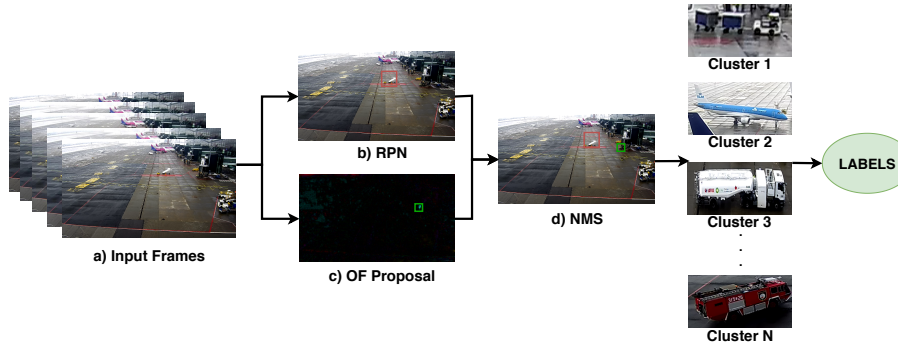 a) Input Frames
b) RPN
c) OF Proposal
d) NMS
Cluster 1
Cluster 2
Cluster 3
.
.
.
Cluster N
LABELS